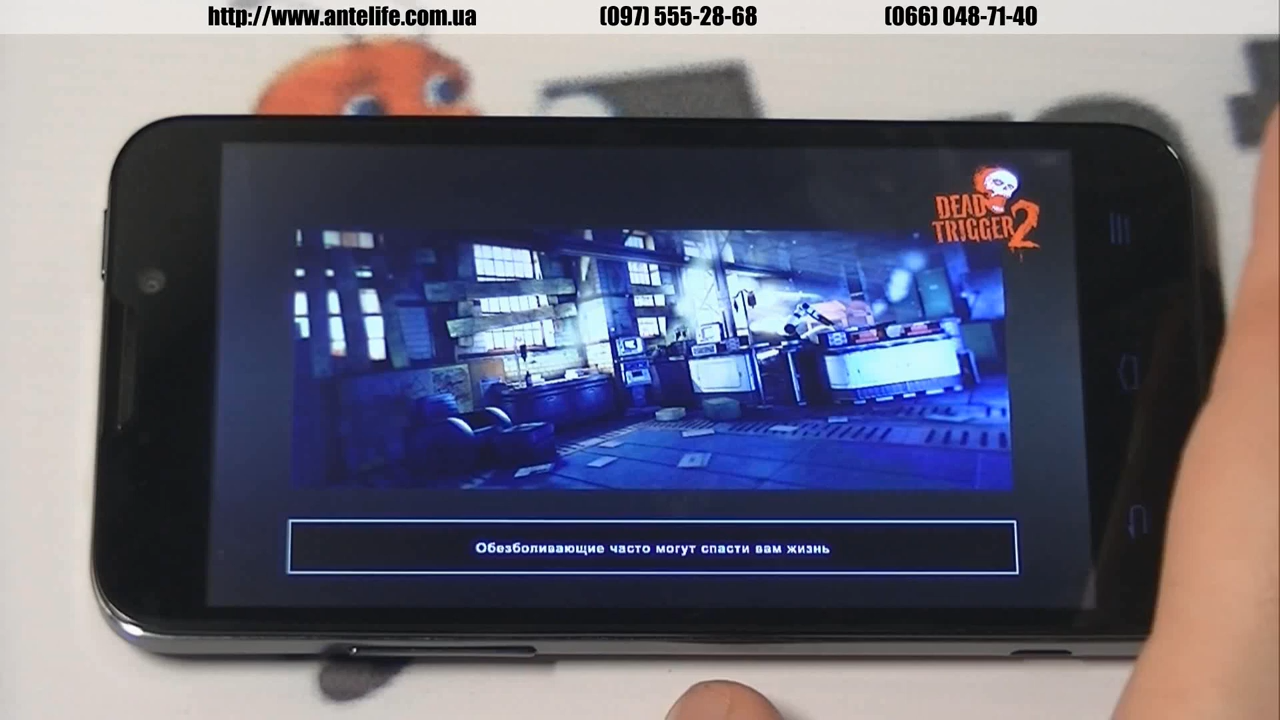 http://www.antelife.com.ua (097) 555-28-68 (066) 048-71-40
DEAD
TRIGGER 2
Обезболивающие часто могут спасти вам жизнь